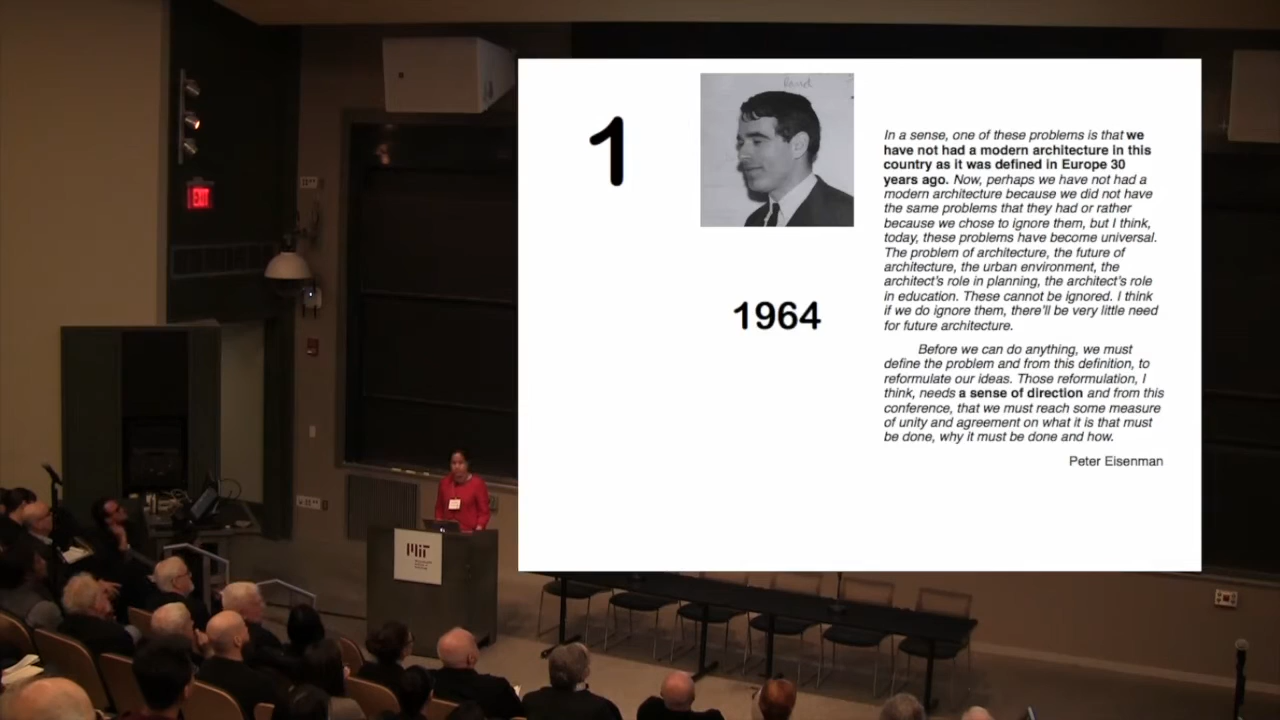 1
1964
In a sense, one of these problems is that we
have not had a modern architecture in this
country as it was defined in Europe 30
years ago. Now, perhaps we have not had a
modern architecture because we did not have
the same problems that they had or rather
because we chose to ignore them, but I think,
today, these problems have become universal.
The problem of architecture, the future of
architecture, the urban environment, the
architect's role in planning, the architect's role
in education. These cannot be ignored. I think
if we do ignore them, there'll be very little need
for future architecture.
Before we can do anything, we must
define the problem and from this definition, to
reformulate our ideas. Those reformulation, I
think, needs a sense of direction and from this
conference, that we must reach some measure
of unity and agreement on what it is that must
be done, why it must be done and how.
Peter Eisenman
EXIT
MIT